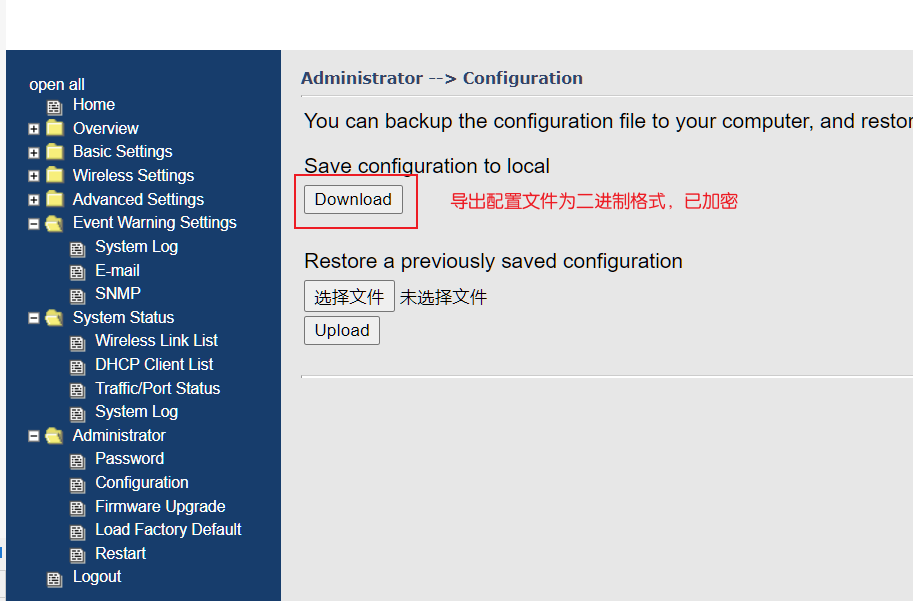 open all
Home
Overview
Basic Settings
Wireless Settings
Advanced Settings
Event Warning Settings
System Log
E-mail
SNMP
System Status
Wireless Link List
DHCP Client List
Traffic/Port Status
System Log
Administrator
Password
Configuration
Firmware Upgrade
Load Factory Default
Restart
Logout
Administrator --> Configuration
You can backup the configuration file to your computer, and restor
Save configuration to local
Download 导出配置文件为二进制格式，已加密
Restore a previously saved configuration
选择文件 未选择文件
Upload